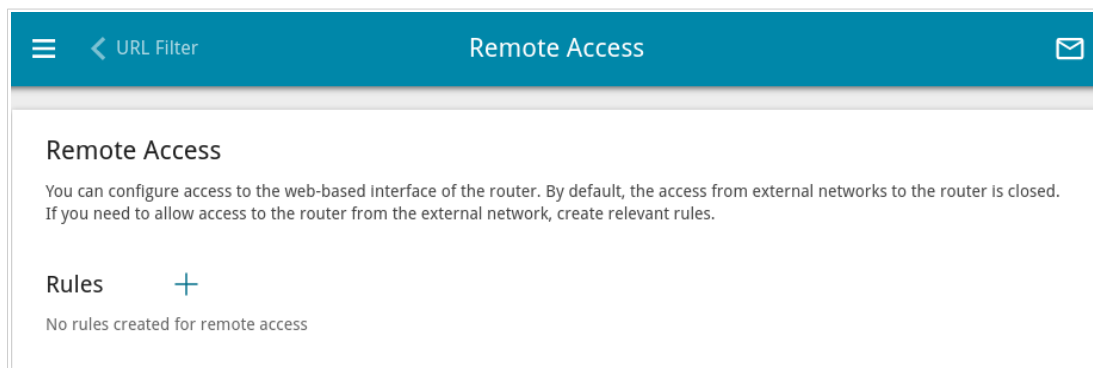 URL Filter
Remote Access
Remote Access
You can configure access to the web-based interface of the router. By default, the access from external networks to the router is closed.
If you need to allow access to the router from the external network, create relevant rules.
Rules
No rules created for remote access